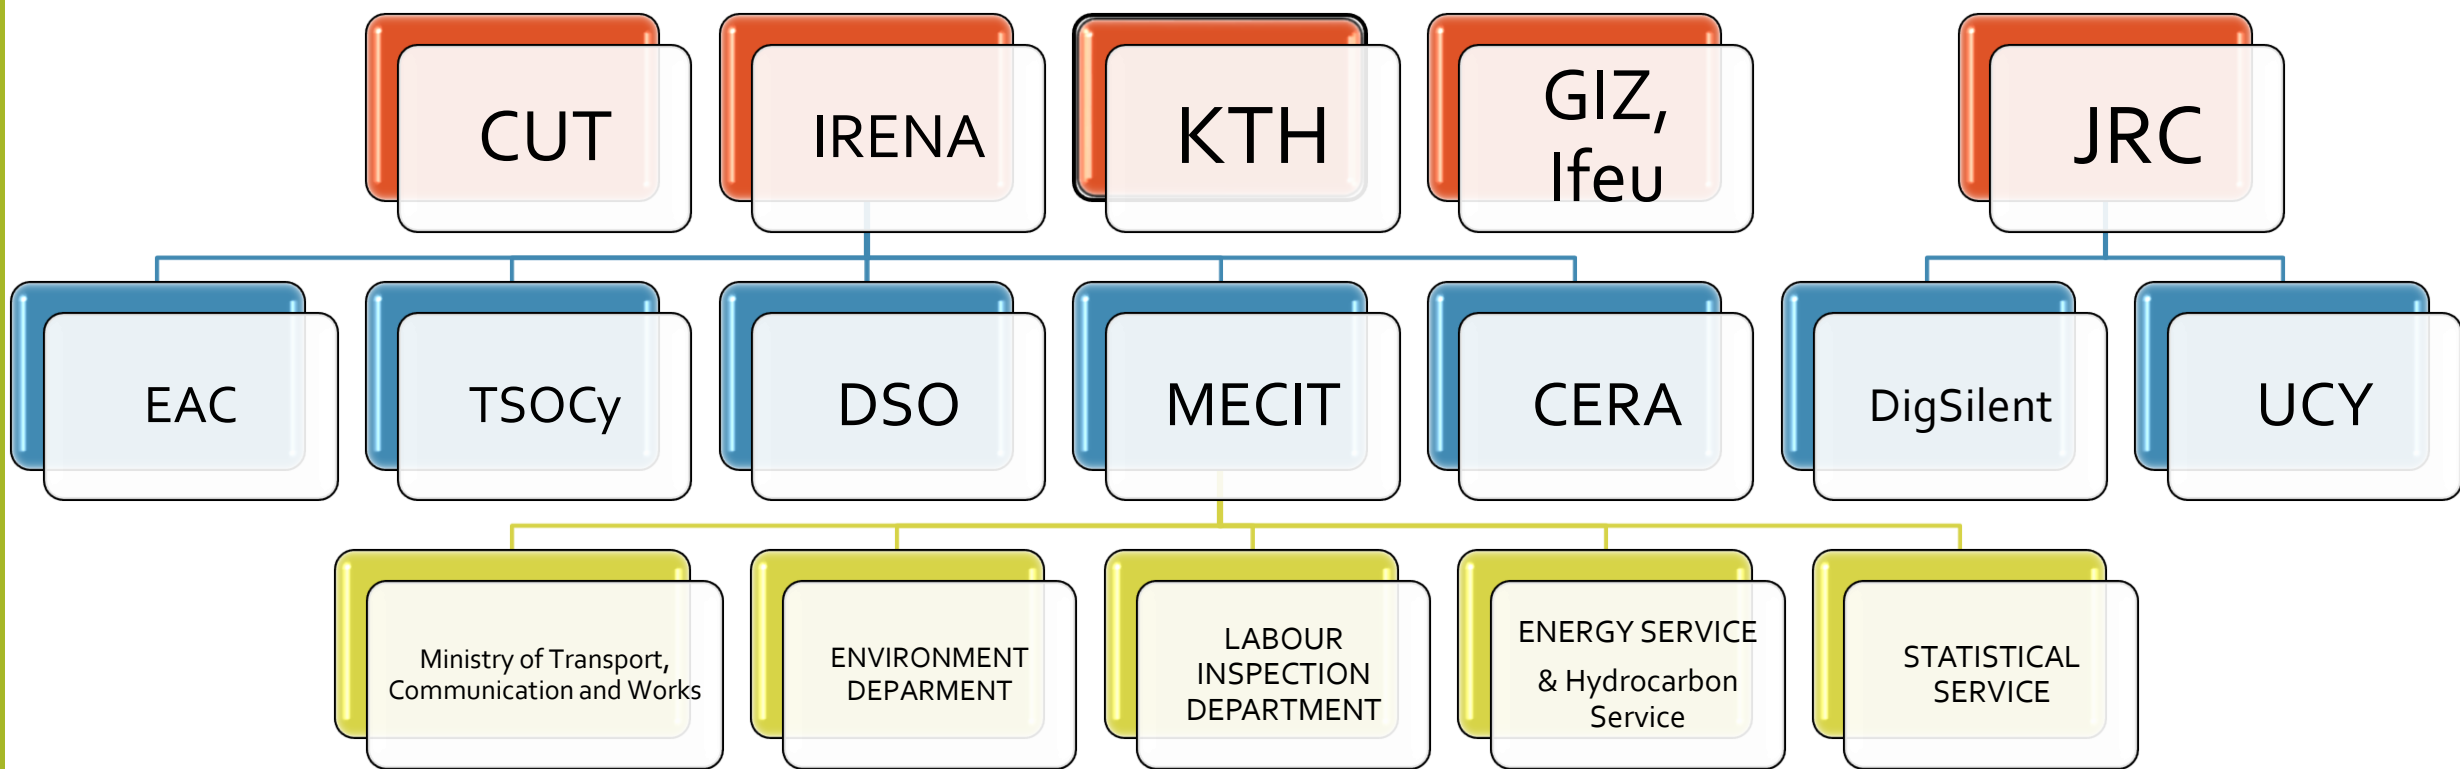 CUT
IRENA
KTH
GIZ,
Ifeu
JRC
EAC
TSOCy
DSO
MECIT
CERA
DigSilent
UCY
Ministry of Transport,
Communication and Works
ENVIRONMENT
DEPARMENT
LABOUR
INSPECTION
DEPARTMENT
ENERGY SERVICE
& Hydrocarbon
Service
STATISTICAL
SERVICE